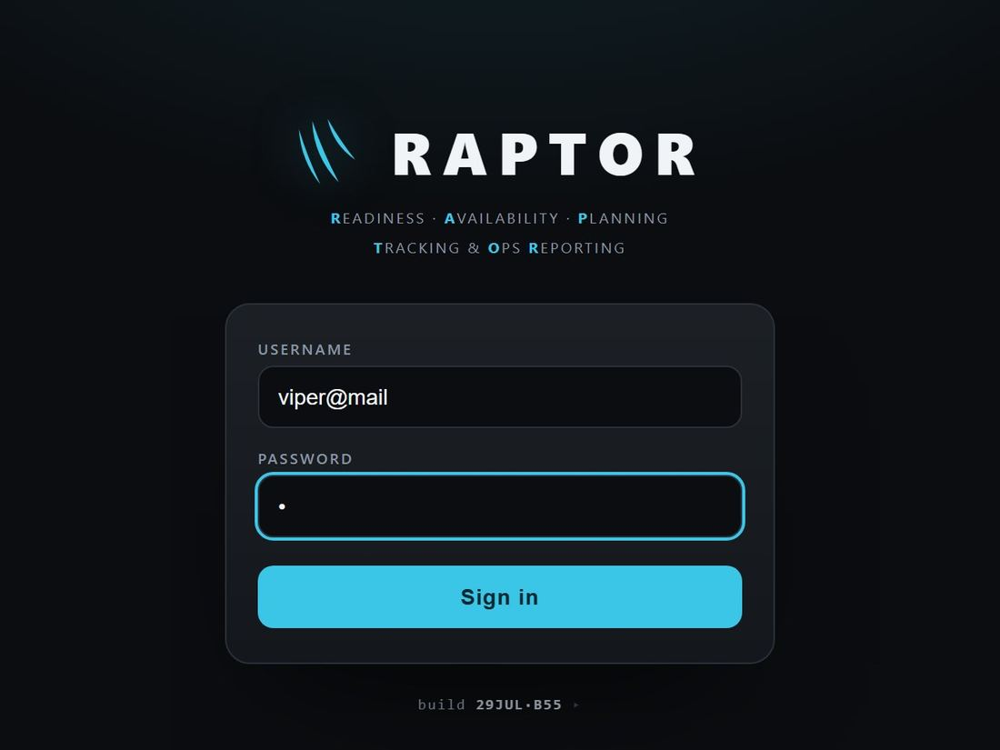 RAPTOR
READINESS · AVAILABILITY · PLANNING
TRACKING & OPS REPORTING
USERNAME
viper@mail
PASSWORD
•
Sign in
build 29JUL·B55 ▸